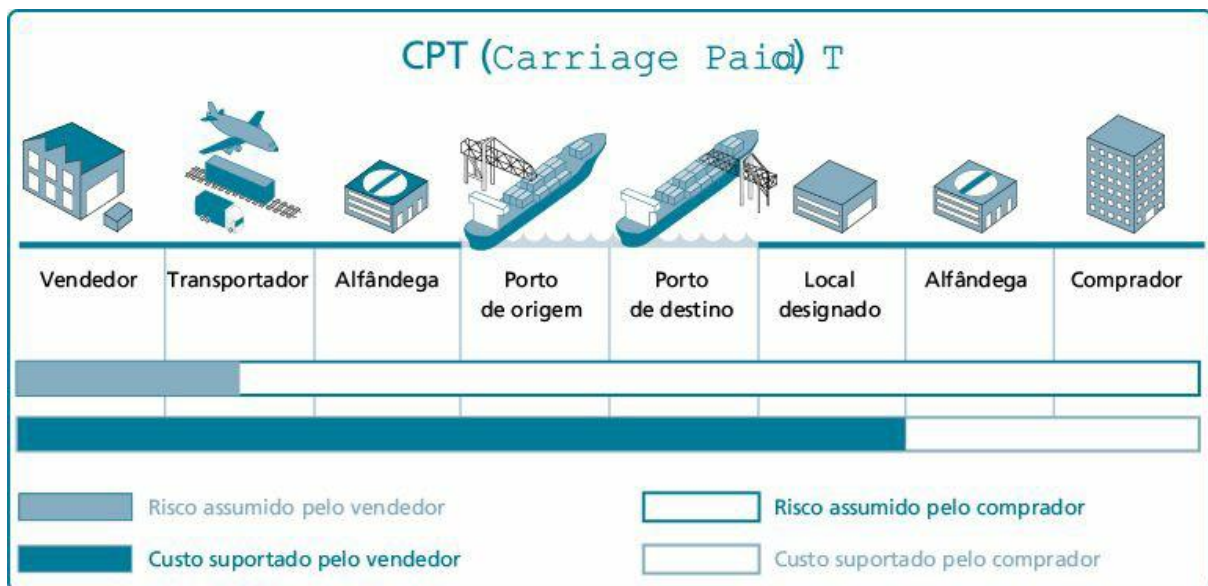 CPT (Carriage Paid) T
Vendedor
Transportador
Alfândega
Porto
de origem
Porto
de destino
Local
designado
Alfândega
Comprador
Risco assumido pelo vendedor
Risco assumido pelo comprador
Custo suportado pelo vendedor
Custo suportado pelo comprador